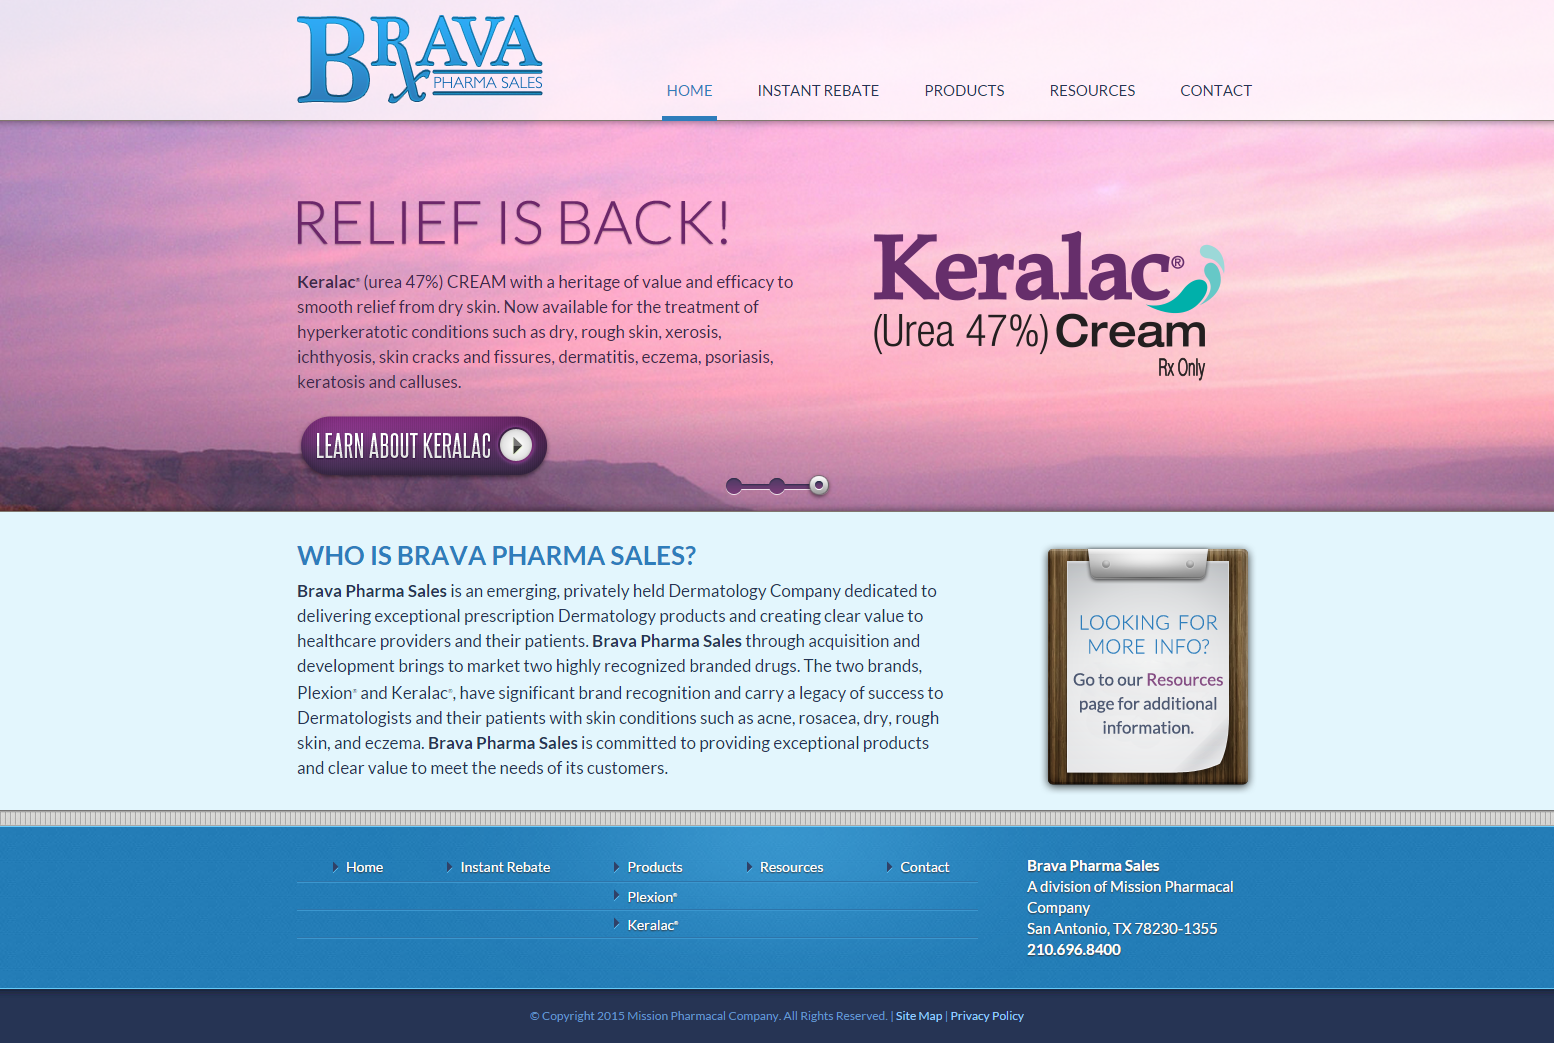 BRAVA
Rx PHARMA SALES
HOME INSTANT REBATE PRODUCTS RESOURCES CONTACT
RELIEF IS BACK!
Keralac® (urea 47%) CREAM with a heritage of value and efficacy to
smooth relief from dry skin. Now available for the treatment of
hyperkeratotic conditions such as dry, rough skin, xerosis,
ichthyosis, skin cracks and fissures, dermatitis, eczema, psoriasis,
keratosis and calluses.
LEARN ABOUT KERALAC
Keralac®
(Urea 47%) Cream
Rx Only
WHO IS BRAVA PHARMA SALES?
Brava Pharma Sales is an emerging, privately held Dermatology Company dedicated to
delivering exceptional prescription Dermatology products and creating clear value to
healthcare providers and their patients. Brava Pharma Sales through acquisition and
development brings to market two highly recognized branded drugs. The two brands,
Plexion® and Keralac®, have significant brand recognition and carry a legacy of success to
Dermatologists and their patients with skin conditions such as acne, rosacea, dry, rough
skin, and eczema. Brava Pharma Sales is committed to providing exceptional products
and clear value to meet the needs of its customers.
LOOKING FOR
MORE INFO?
Go to our Resources
page for additional
information.
Home Instant Rebate Products Resources Contact
Plexion®
Keralac®
Brava Pharma Sales
A division of Mission Pharmacal
Company
San Antonio, TX 78230-1355
210.696.8400
© Copyright 2015 Mission Pharmacal Company. All Rights Reserved. | Site Map | Privacy Policy